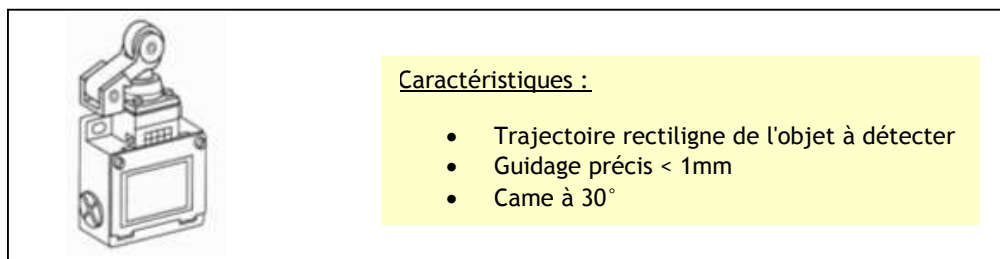 Caractéristiques :
• Trajectoire rectiligne de l'objet à détecter
• Guidage précis < 1mm
• Came à 30°